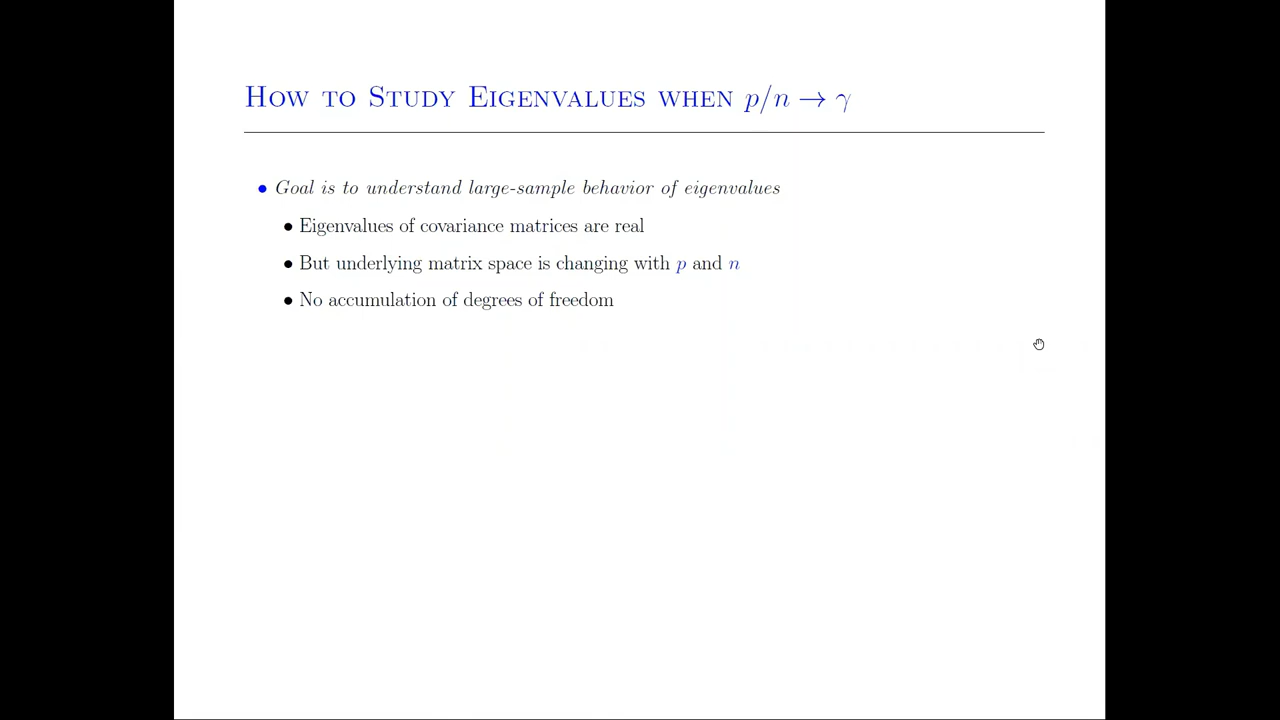 How to Study Eigenvalues when p/n → γ
• Goal is to understand large-sample behavior of eigenvalues
• Eigenvalues of covariance matrices are real
• But underlying matrix space is changing with p and n
• No accumulation of degrees of freedom